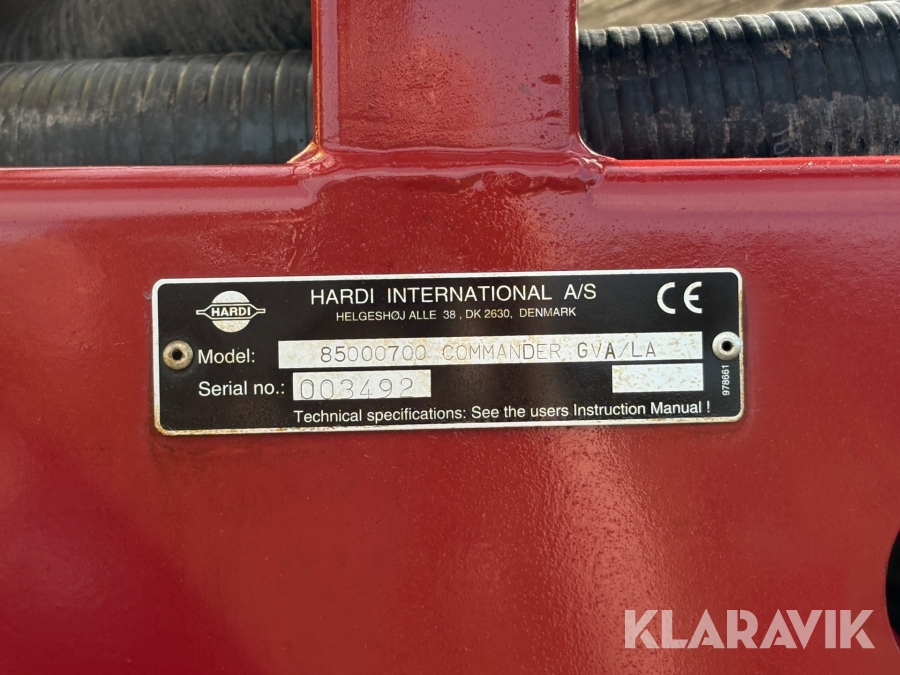 HARDI
HARDI INTERNATIONAL A/S
HELGESHØJ ALLE 38, DK 2630, DENMARK
CE
Model: 85000700 COMMANDER GVA/LA
Serial no.: 003492
978661
Technical specifications: See the users Instruction Manual !
KLARAVIK